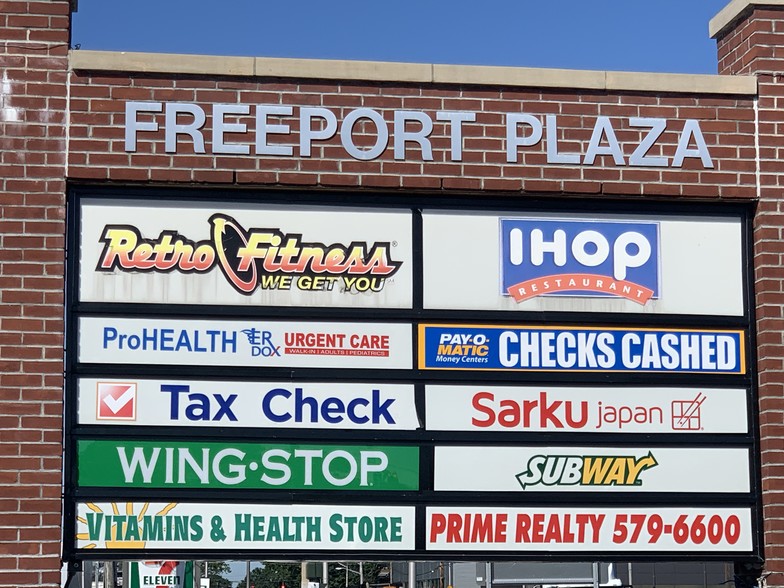 FREEPORT PLAZA
Retro Fitness®
WE GET YOU
IHOP
RESTAURANT
ProHEALTH ER DOX URGENT CARE
WALK-IN | ADULTS | PEDIATRICS
PAY-O-MATIC
Money Centers
CHECKS CASHED
Tax Check
Sarku japan
WING·STOP
SUBWAY
VITAMINS & HEALTH STORE
PRIME REALTY 579-6600
7 ELEVEN